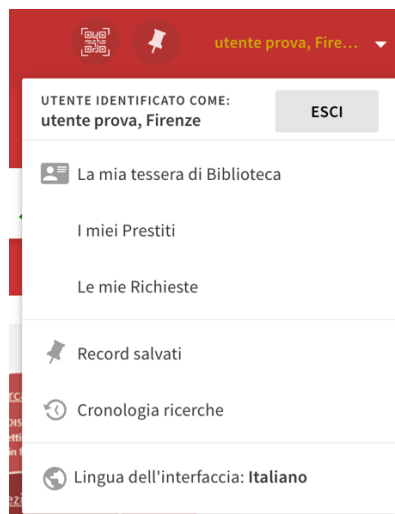 utente prova, Fire...
UTENTE IDENTIFICATO COME:
utente prova, Firenze
ESCI
La mia tessera di Biblioteca
I miei Prestiti
Le mie Richieste
Record salvati
Cronologia ricerche
Lingua dell'interfaccia: Italiano